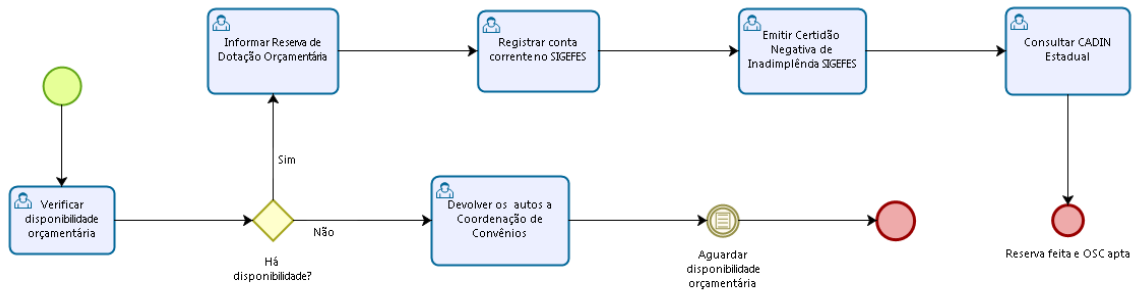 Informar Reserva de
Dotação Orçamentária
Registrar conta
corrente no SIGEFES
Emitir Certidão
Negativa de
Inadimplência SIGEFES
Consultar CADIN
Estadual
Sim
Verificar
disponibilidade
orçamentária
Há
disponibilidade?
Não
Devolver os autos a
Coordenação de
Convênios
Aguardar
disponibilidade
orçamentária
Reserva feita e OSC apta